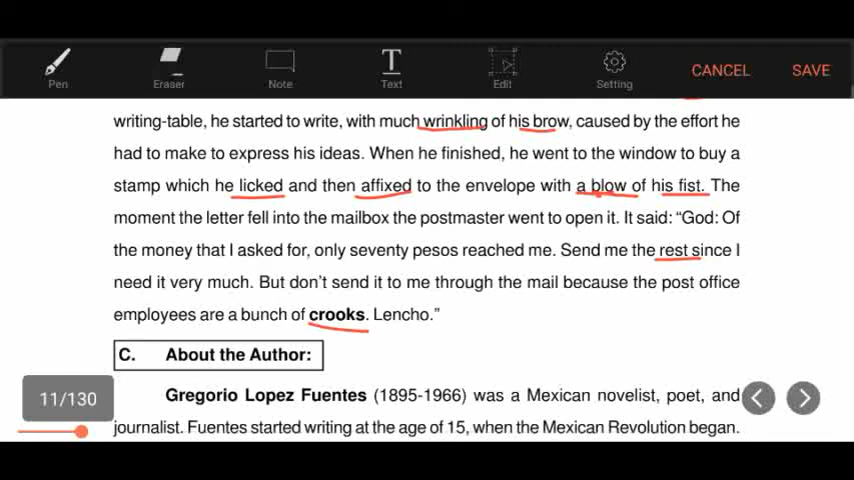 Pen Eraser Note Text Edit Setting CANCEL SAVE
writing-table, he started to write, with much wrinkling of his brow, caused by the effort he
had to make to express his ideas. When he finished, he went to the window to buy a
stamp which he licked and then affixed to the envelope with a blow of his fist. The
moment the letter fell into the mailbox the postmaster went to open it. It said: “God: Of
the money that I asked for, only seventy pesos reached me. Send me the rest since I
need it very much. But don’t send it to me through the mail because the post office
employees are a bunch of crooks. Lencho.”
C. About the Author:
11/130
Gregorio Lopez Fuentes (1895-1966) was a Mexican novelist, poet, and
journalist. Fuentes started writing at the age of 15, when the Mexican Revolution began.